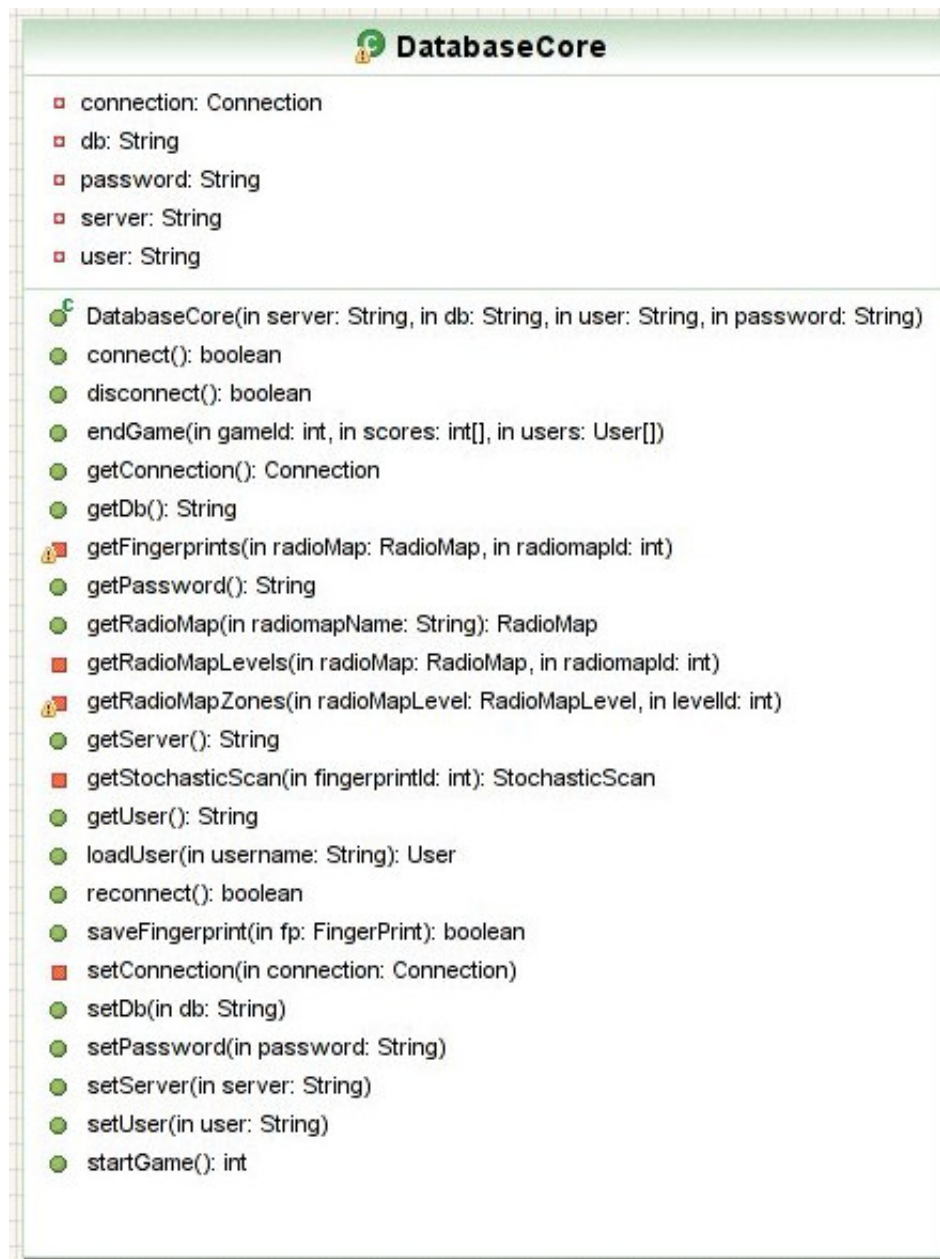 DatabaseCore
connection: Connection
db: String
password: String
server: String
user: String
DatabaseCore(in server: String, in db: String, in user: String, in password: String)
connect(): boolean
disconnect(): boolean
endGame(in gameId: int, in scores: int[], in users: User[])
getConnection(): Connection
getDb(): String
getFingerprints(in radioMap: RadioMap, in radiomapId: int)
getPassword(): String
getRadioMap(in radiomapName: String): RadioMap
getRadioMapLevels(in radioMap: RadioMap, in radiomapId: int)
getRadioMapZones(in radioMapLevel: RadioMapLevel, in levelId: int)
getServer(): String
getStochasticScan(in fingerprintId: int): StochasticScan
getUser(): String
loadUser(in username: String): User
reconnect(): boolean
saveFingerprint(in fp: FingerPrint): boolean
setConnection(in connection: Connection)
setDb(in db: String)
setPassword(in password: String)
setServer(in server: String)
setUser(in user: String)
startGame(): int